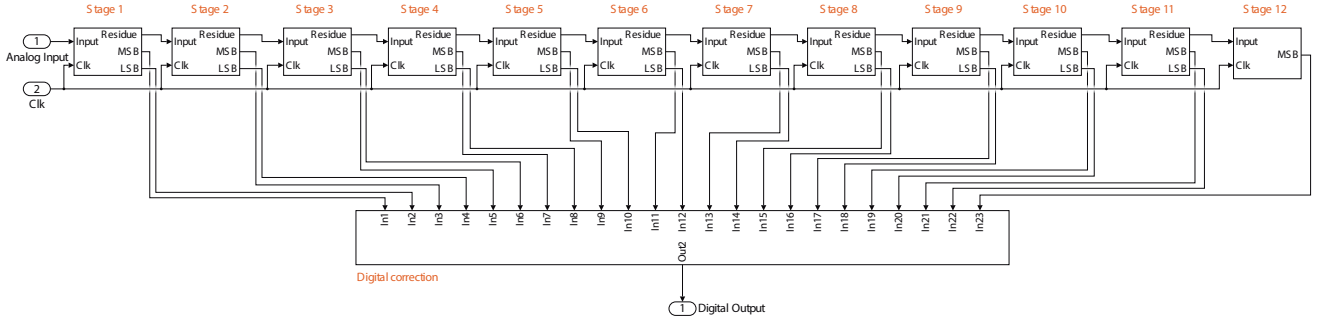 Stage 1 Stage 2 Stage 3 Stage 4 Stage 5 Stage 6 Stage 7 Stage 8 Stage 9 Stage 10 Stage 11 Stage 12
1 Input Residue Input Residue Input Residue Input Residue Input Residue Input Residue Input Residue Input Residue Input Residue Input Residue Input Residue Input
Analog Input MSB MSB MSB MSB MSB MSB MSB MSB MSB MSB MSB MSB
Clk LSB Clk LSB Clk LSB Clk LSB Clk LSB Clk LSB Clk LSB Clk LSB Clk LSB Clk LSB Clk LSB Clk
2
Clk
In1 In2 In3 In4 In5 In6 In7 In8 In9 In10 In11 In12 In13 In14 In15 In16 In17 In18 In19 In20 In21 In22 In23
Out2
Digital correction
1 Digital Output